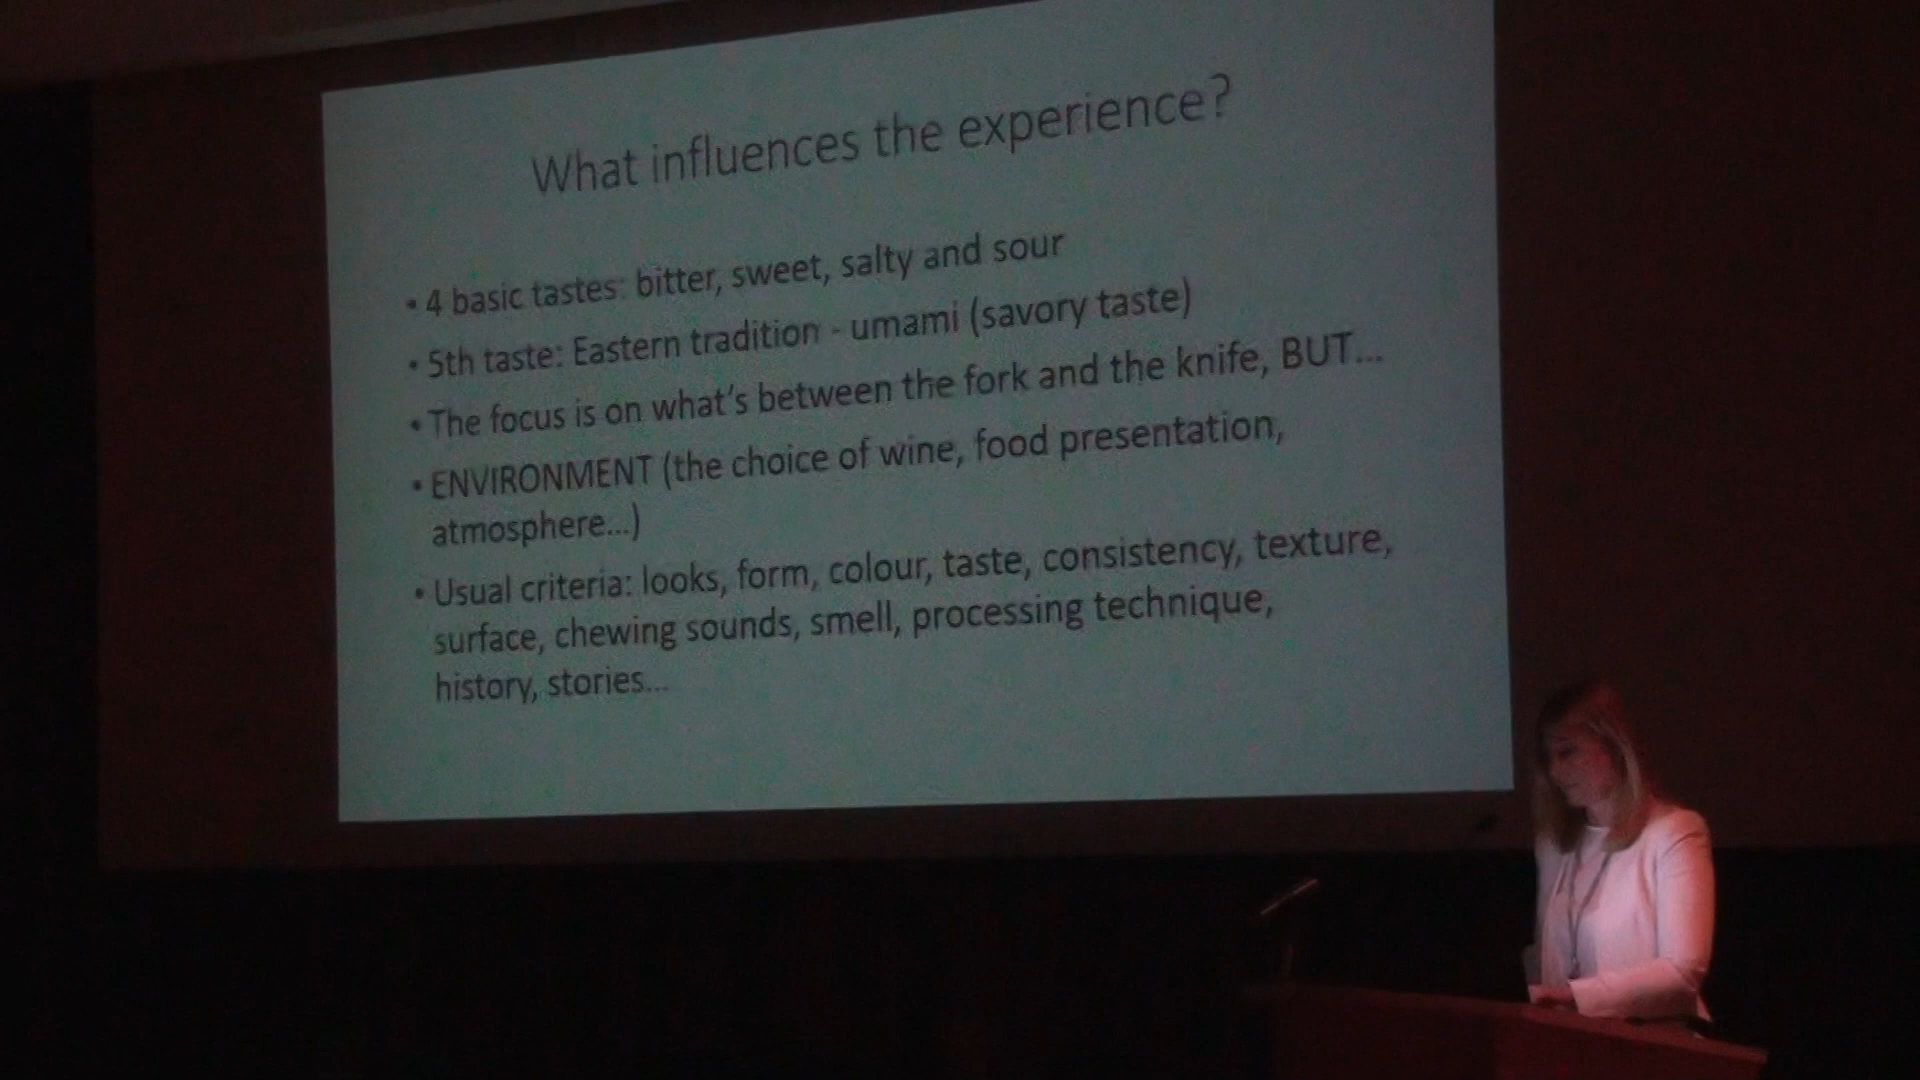 What influences the experience?
• 4 basic tastes: bitter, sweet, salty and sour
• 5th taste: Eastern tradition - umami (savory taste)
• The focus is on what's between the fork and the knife, BUT...
• ENVIRONMENT (the choice of wine, food presentation,
atmosphere...)
• Usual criteria: looks, form, colour, taste, consistency, texture,
surface, chewing sounds, smell, processing technique,
history, stories...